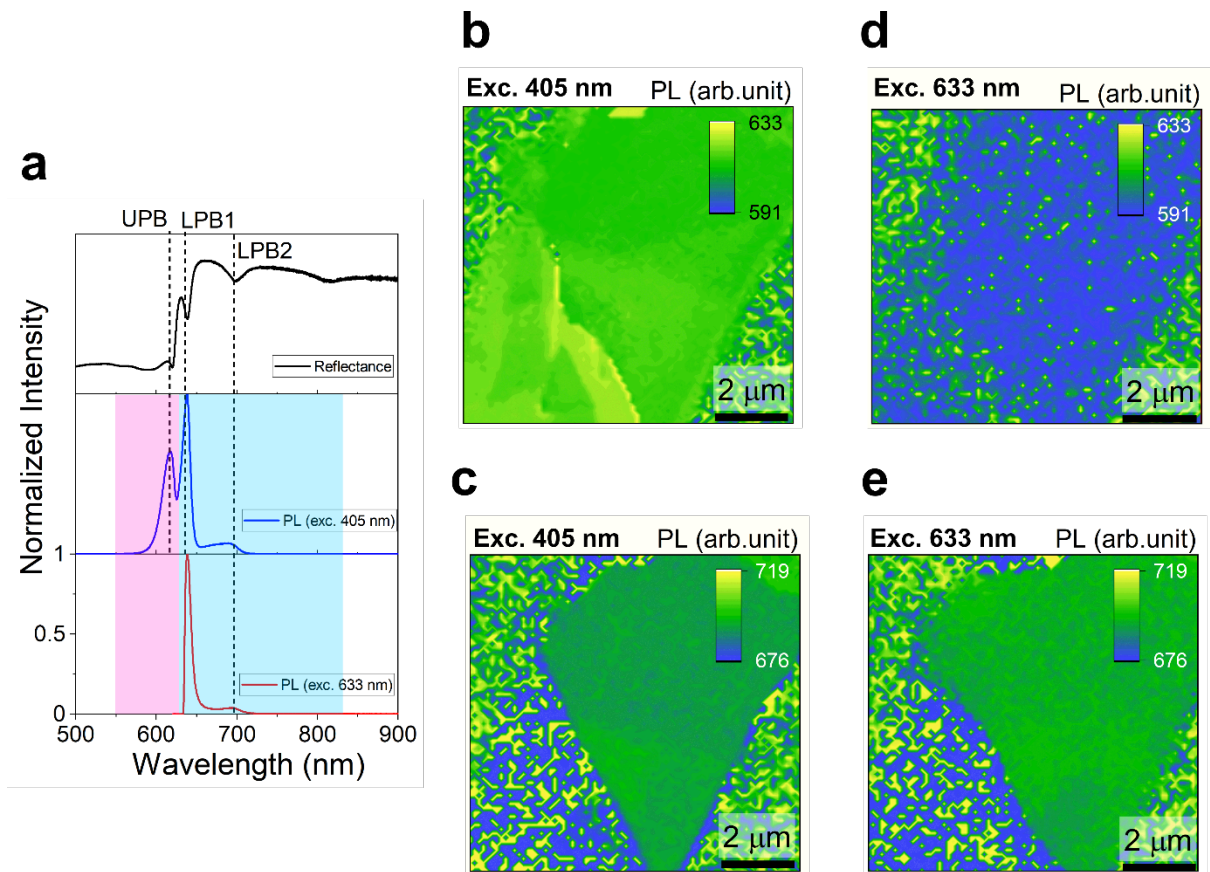 a
UPB LPB1
LPB2
Reflectance
PL (exc. 405 nm)
PL (exc. 633 nm)
Normalized Intensity
1
0.5
0
500 600 700 800 900
Wavelength (nm)
b
Exc. 405 nm PL (arb.unit)
633
591
2 μm
c
Exc. 405 nm PL (arb.unit)
719
676
2 μm
d
Exc. 633 nm PL (arb.unit)
633
591
2 μm
e
Exc. 633 nm PL (arb.unit)
719
676
2 μm